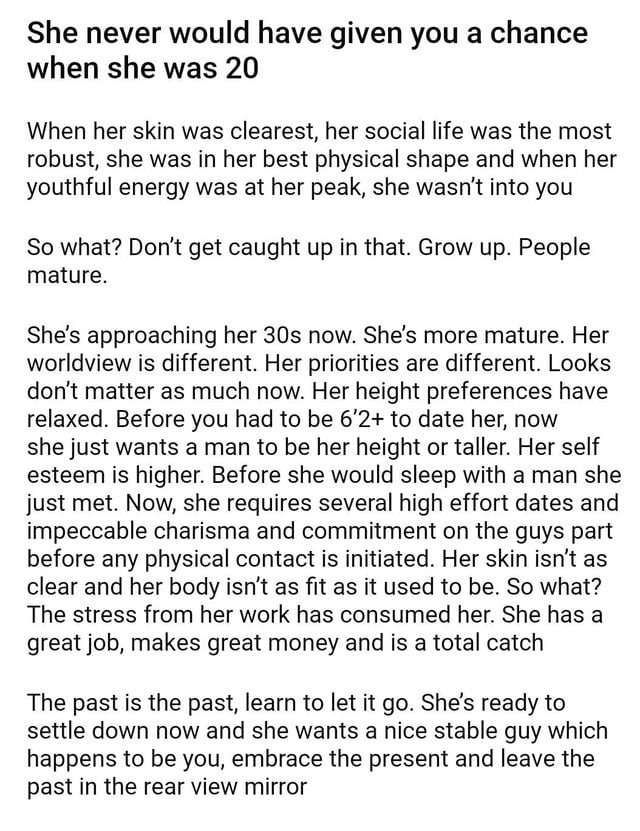 She never would have given you a chance
when she was 20
When her skin was clearest, her social life was the most
robust, she was in her best physical shape and when her
youthful energy was at her peak, she wasn't into you
So what? Don't get caught up in that. Grow up. People
mature.
She's approaching her 30s now. She's more mature. Her
worldview is different. Her priorities are different. Looks
don't matter as much now. Her height preferences have
relaxed. Before you had to be 6'2+ to date her, now
she just wants a man to be her height or taller. Her self
esteem is higher. Before she would sleep with a man she
just met. Now, she requires several high effort dates and
impeccable charisma and commitment on the guys part
before any physical contact is initiated. Her skin isn't as
clear and her body isn't as fit as it used to be. So what?
The stress from her work has consumed her. She has a
great job, makes great money and is a total catch
The past is the past, learn to let it go. She's ready to
settle down now and she wants a nice stable guy which
happens to be you, embrace the present and leave the
past in the rear view mirror